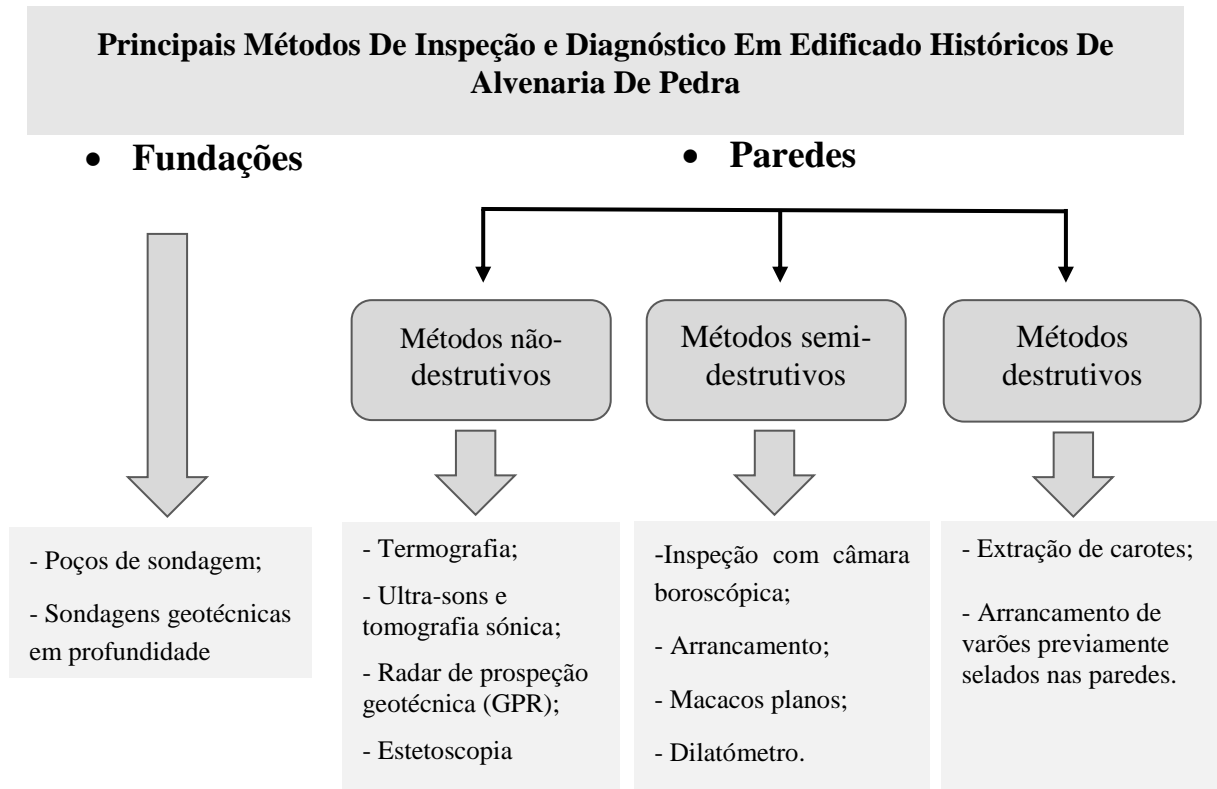 Principais Métodos De Inspeção e Diagnóstico Em Edificado Históricos De
Alvenaria De Pedra
• Fundações
• Paredes
Métodos não-
destrutivos
Métodos semi-
destrutivos
Métodos
destrutivos
- Poços de sondagem;
- Sondagens geotécnicas
em profundidade
- Termografia;
- Ultra-sons e
tomografia sónica;
- Radar de prospeção
geotécnica (GPR);
- Estetoscopia
-Inspeção com câmara
boroscópica;
- Arrancamento;
- Macacos planos;
- Dilatómetro.
- Extração de carotes;
- Arrancamento de
varões previamente
selados nas paredes.